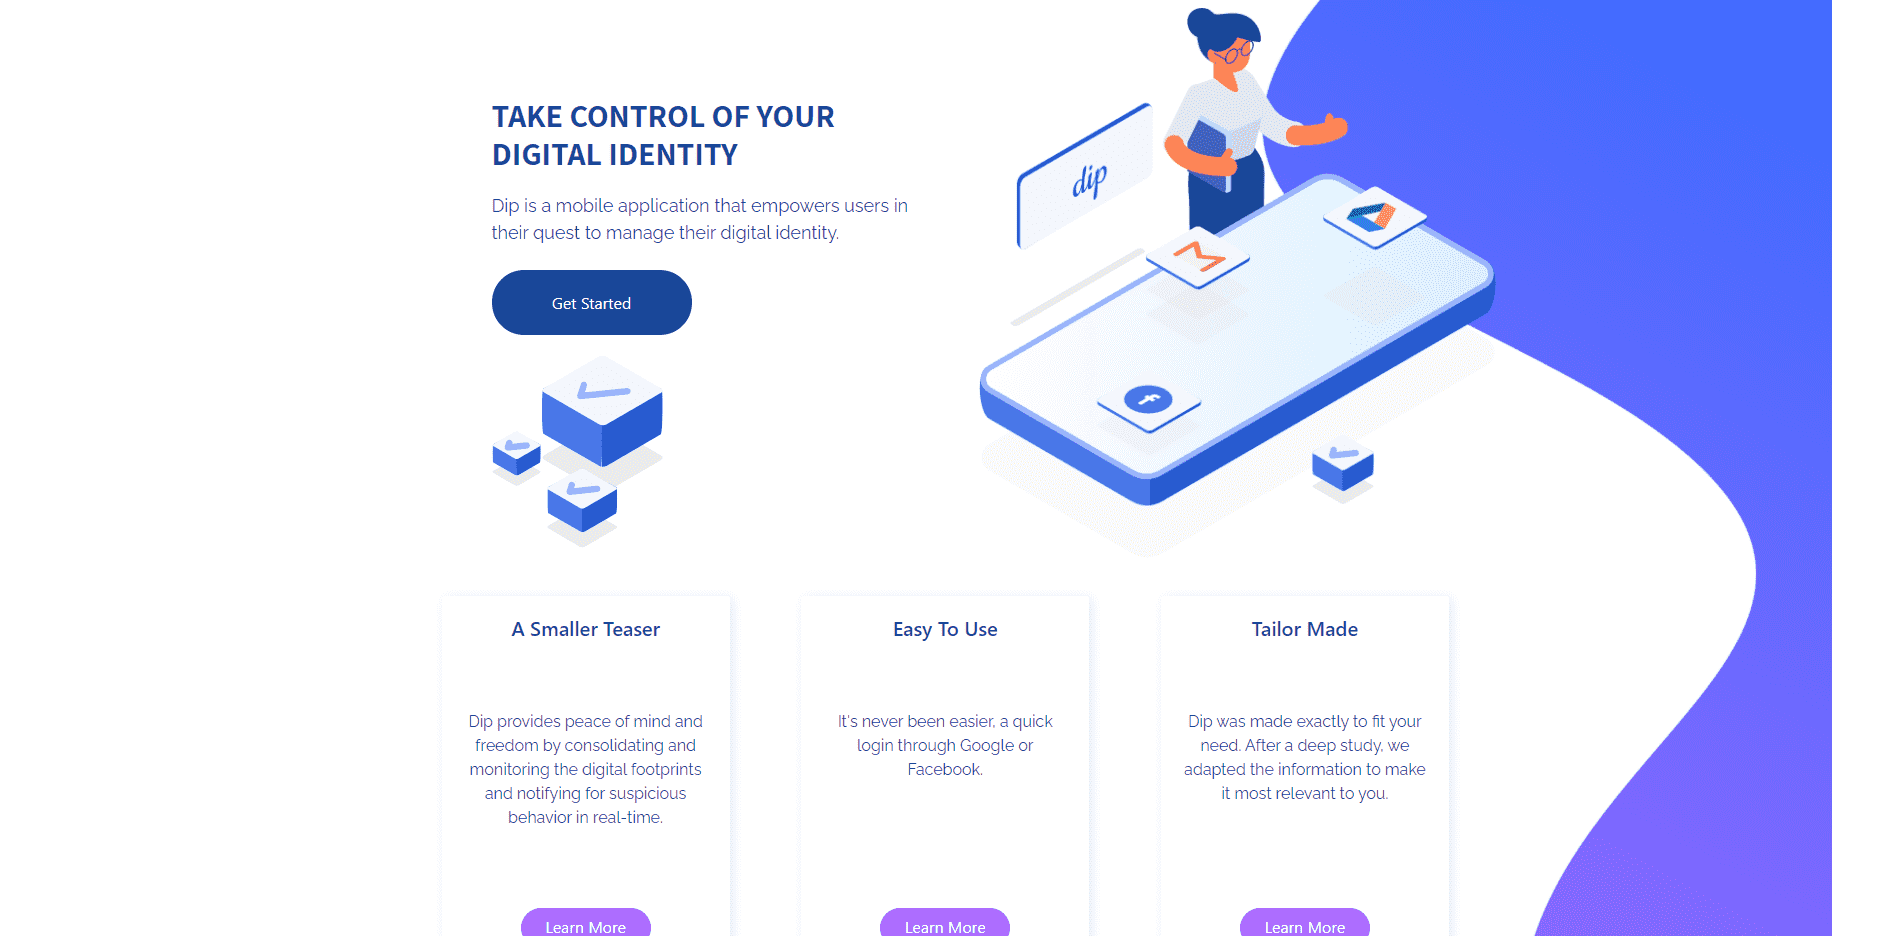 TAKE CONTROL OF YOUR
DIGITAL IDENTITY
Dip is a mobile application that empowers users in
their quest to manage their digital identity.
Get Started
dip
A Smaller Teaser
Dip provides peace of mind and
freedom by consolidating and
monitoring the digital footprints
and notifying for suspicious
behavior in real-time.
Learn More
Easy To Use
It's never been easier, a quick
login through Google or
Facebook.
Learn More
Tailor Made
Dip was made exactly to fit your
need. After a deep study, we
adapted the information to make
it most relevant to you.
Learn More